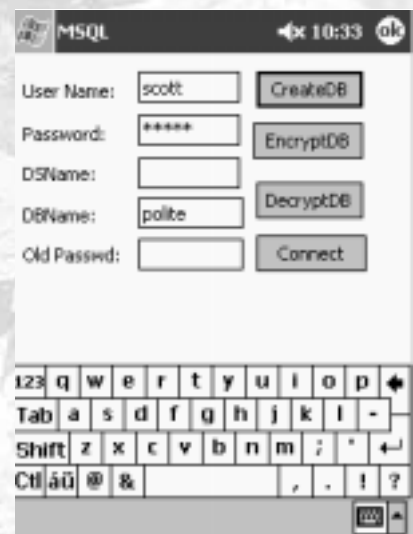 MSQL 10:33 ok
User Name: scott CreateDB
Password: ***** EncryptDB
DSName:
DBName: polite DecryptDB
Old Passwd: Connect
123 q w e r t y u i o p
Tab a s d f g h j k l -
Shift z x c v b n m ; '
Ctl áü @ & , . ! ?